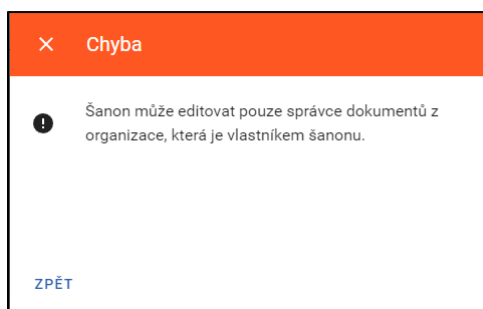 Chyba
Šanon může editovat pouze správce dokumentů z
organizace, která je vlastníkem šanonu.
ZPĚT